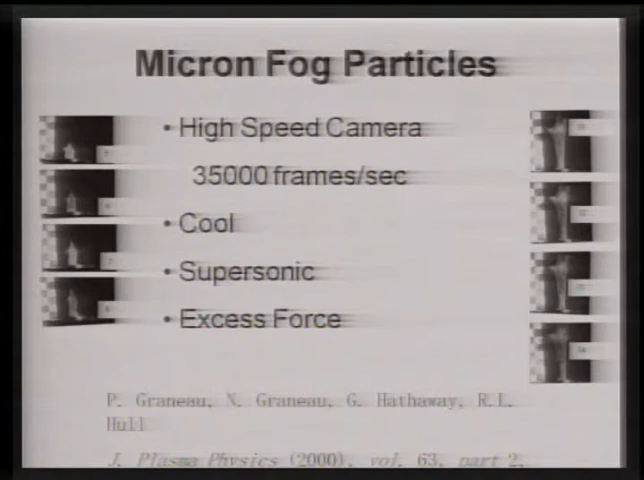 Micron Fog Particles
• High Speed Camera
35000 frames/sec
• Cool
• Supersonic
• Excess Force
P. Graneau, N. Graneau, G. Hathaway, R.L.
Hull
J. Plasma Physics (2000), vol. 63, part 2,